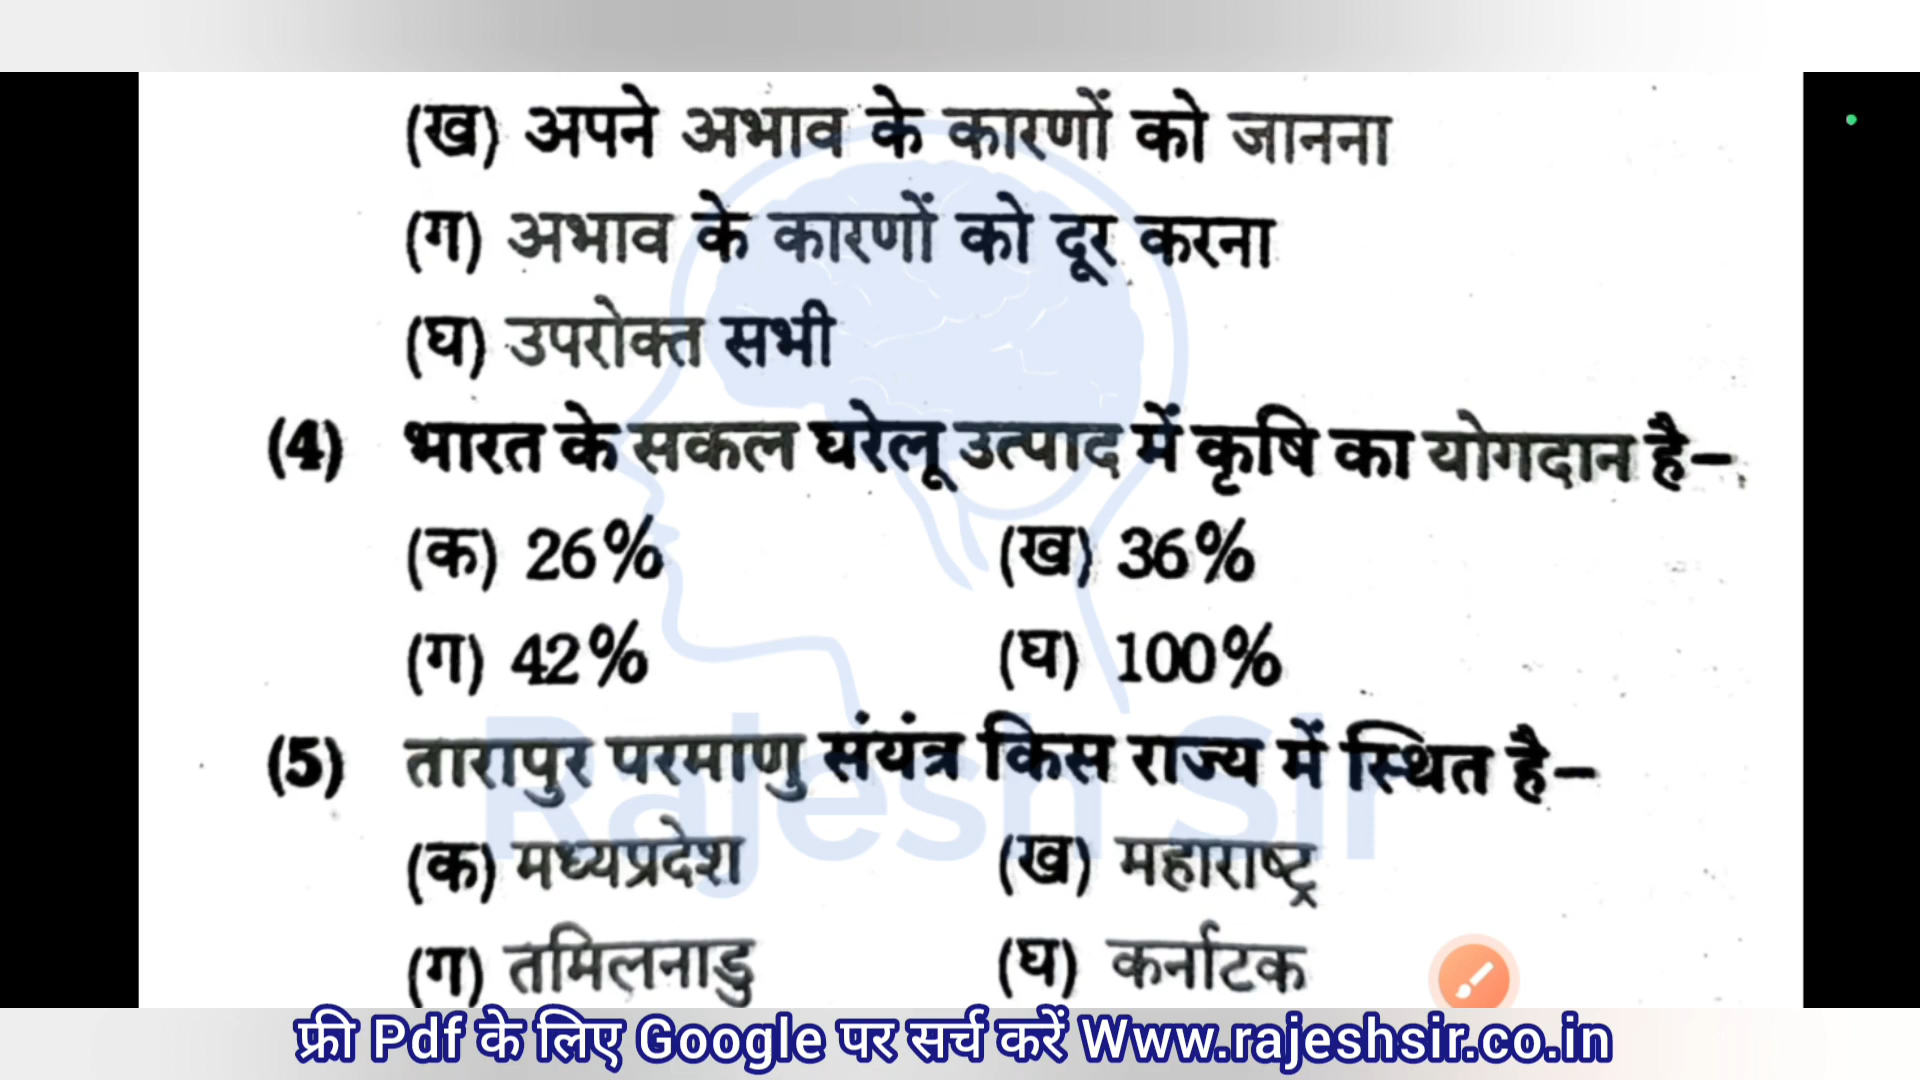 (ख) अपने अभाव के कारणों को जानना
(ग) अभाव के कारणों को दूर करना
(घ) उपरोक्त सभी
(4) भारत के सकल घरेलू उत्पाद में कृषि का योगदान है–
(क) 26% (ख) 36%
(ग) 42% (घ) 100%
(5) तारापुर परमाणु संयंत्र किस राज्य में स्थित है–
(क) मध्यप्रदेश (ख) महाराष्ट्र
(ग) तमिलनाडु (घ) कर्नाटक
Rajesh Sir
फ्री Pdf के लिए Google पर सर्च करें Www.rajeshsir.co.in